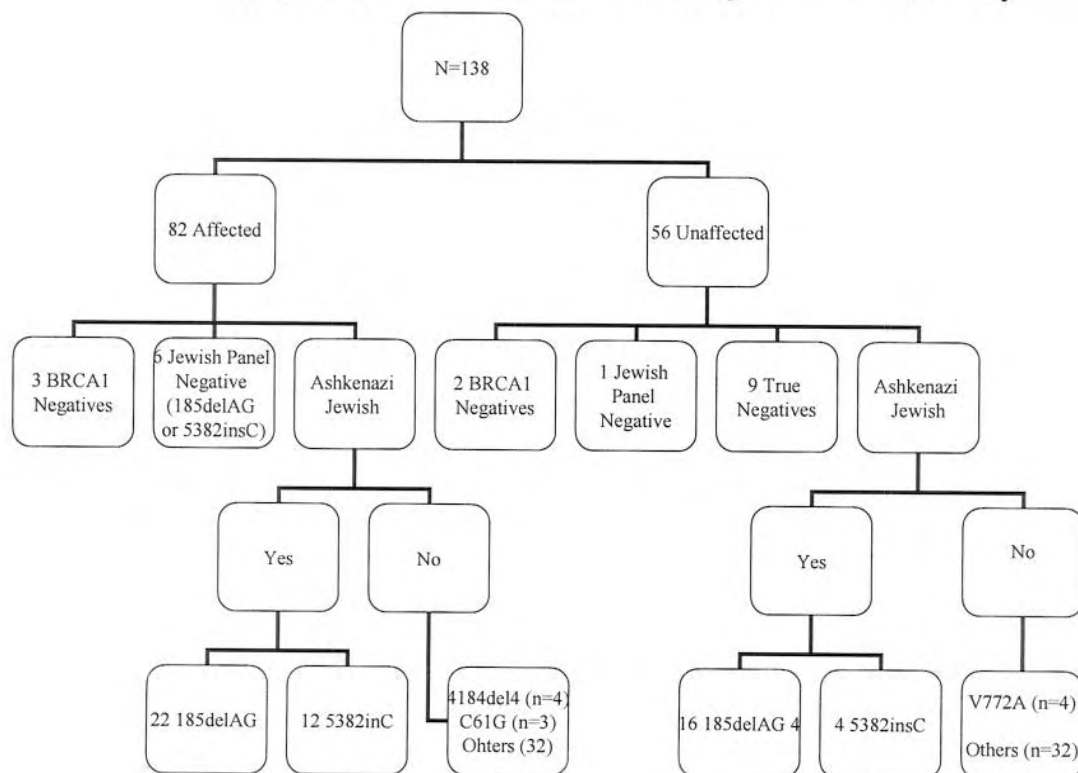 N=138
82 Affected
56 Unaffected
3 BRCA1
Negatives
6 Jewish Panel
Negative
(185delAG
or 5382insC)
Ashkenazi
Jewish
2 BRCA1
Negatives
1 Jewish
Panel
Negative
9 True
Negatives
Ashkenazi
Jewish
Yes
No
Yes
No
22 185delAG
12 5382inC
4184del4 (n=4)
C61G (n=3)
Ohters (32)
16 185delAG 4
4 5382insC
V772A (n=4)
Others (n=32)